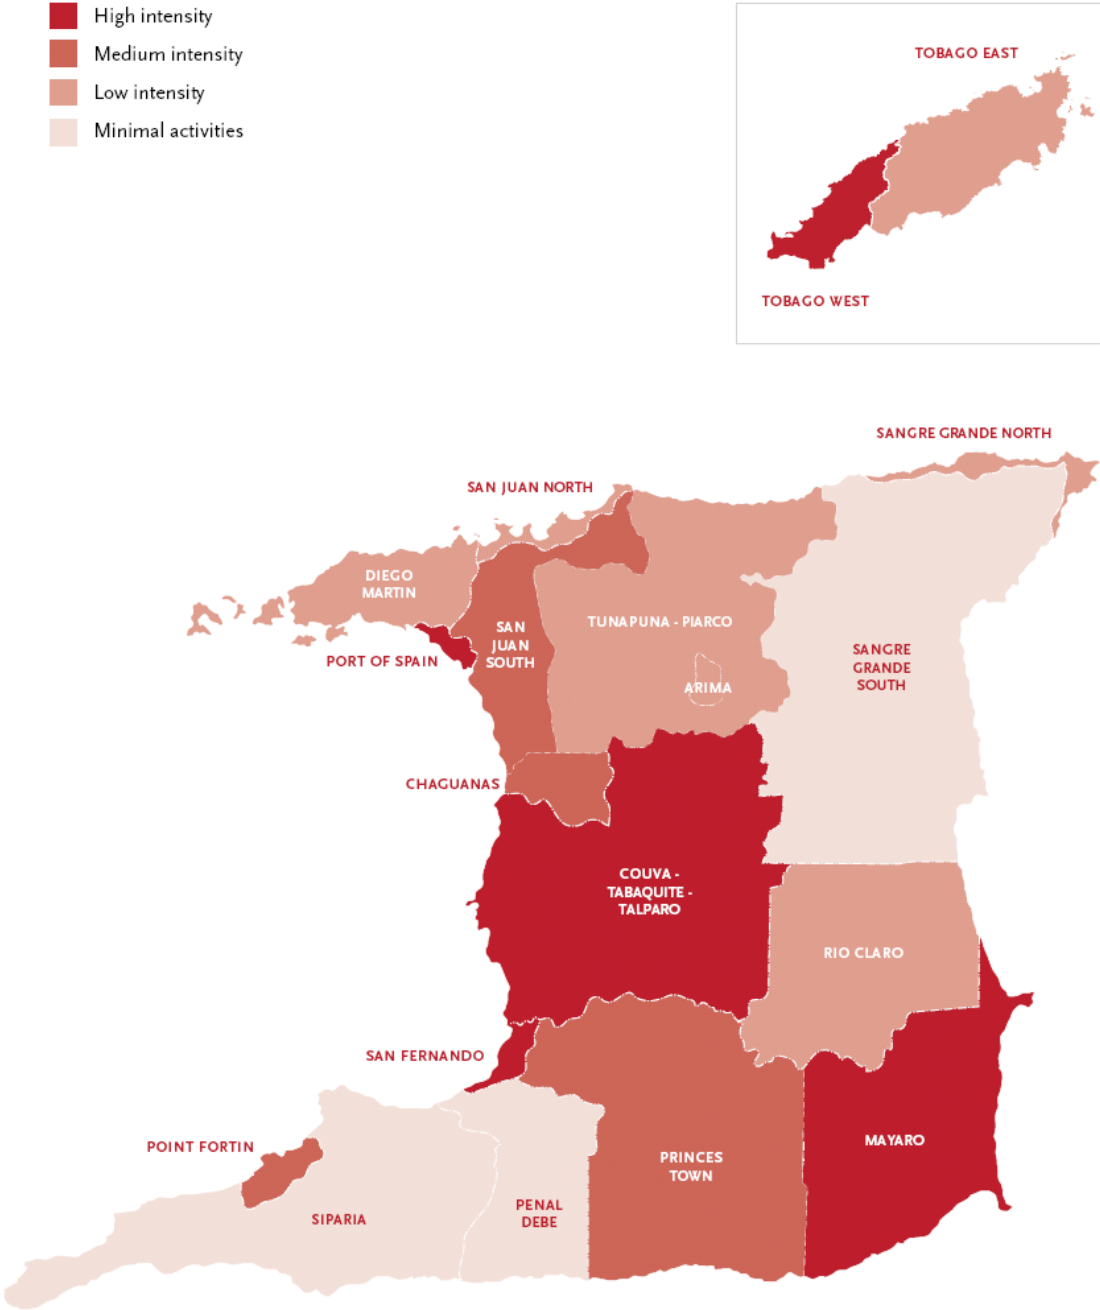 High intensity
Medium intensity
Low intensity
Minimal activities
TOBAGO EAST
TOBAGO WEST
SANGRE GRANDE NORTH
SAN JUAN NORTH
DIEGO
MARTIN
TUNAPUNA - PIARCO
SAN
JUAN
SOUTH
PORT OF SPAIN
SANGRE
GRANDE
SOUTH
ARIMA
CHAGUANAS
COUVA -
TABAQUITE -
TALPARO
RIO CLARO
SAN FERNANDO
MAYARO
POINT FORTIN
PRINCES
TOWN
SIPARIA
PENAL
DEBE